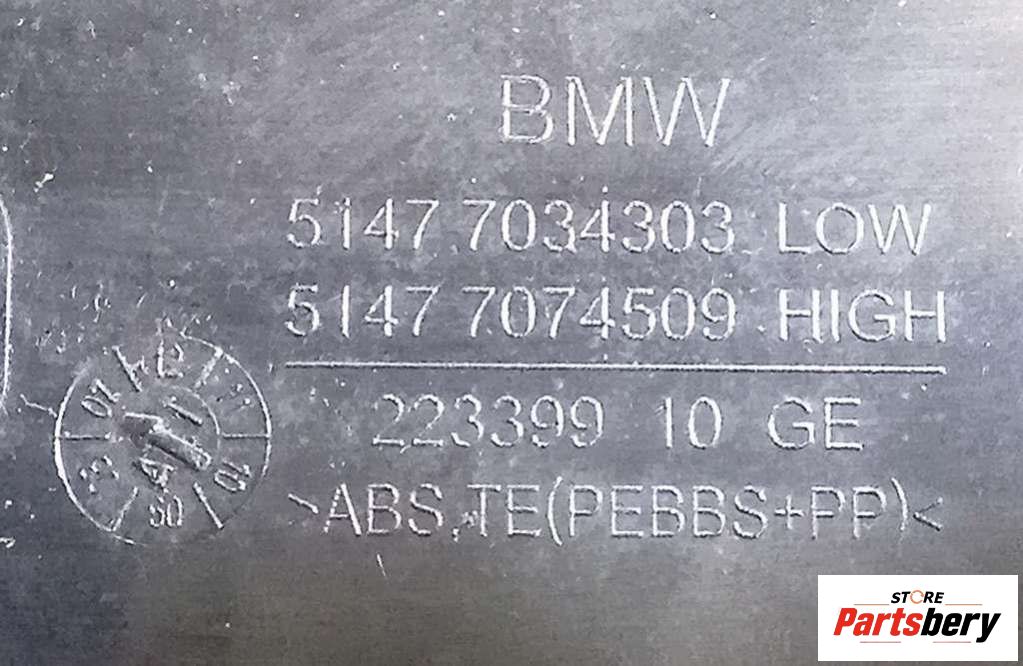 BMW
5147 7034303 LOW
5147 7074509 HIGH
223399 10 GE
>ABS,TE(PEBBS+PP)<
STORE
Partsbery